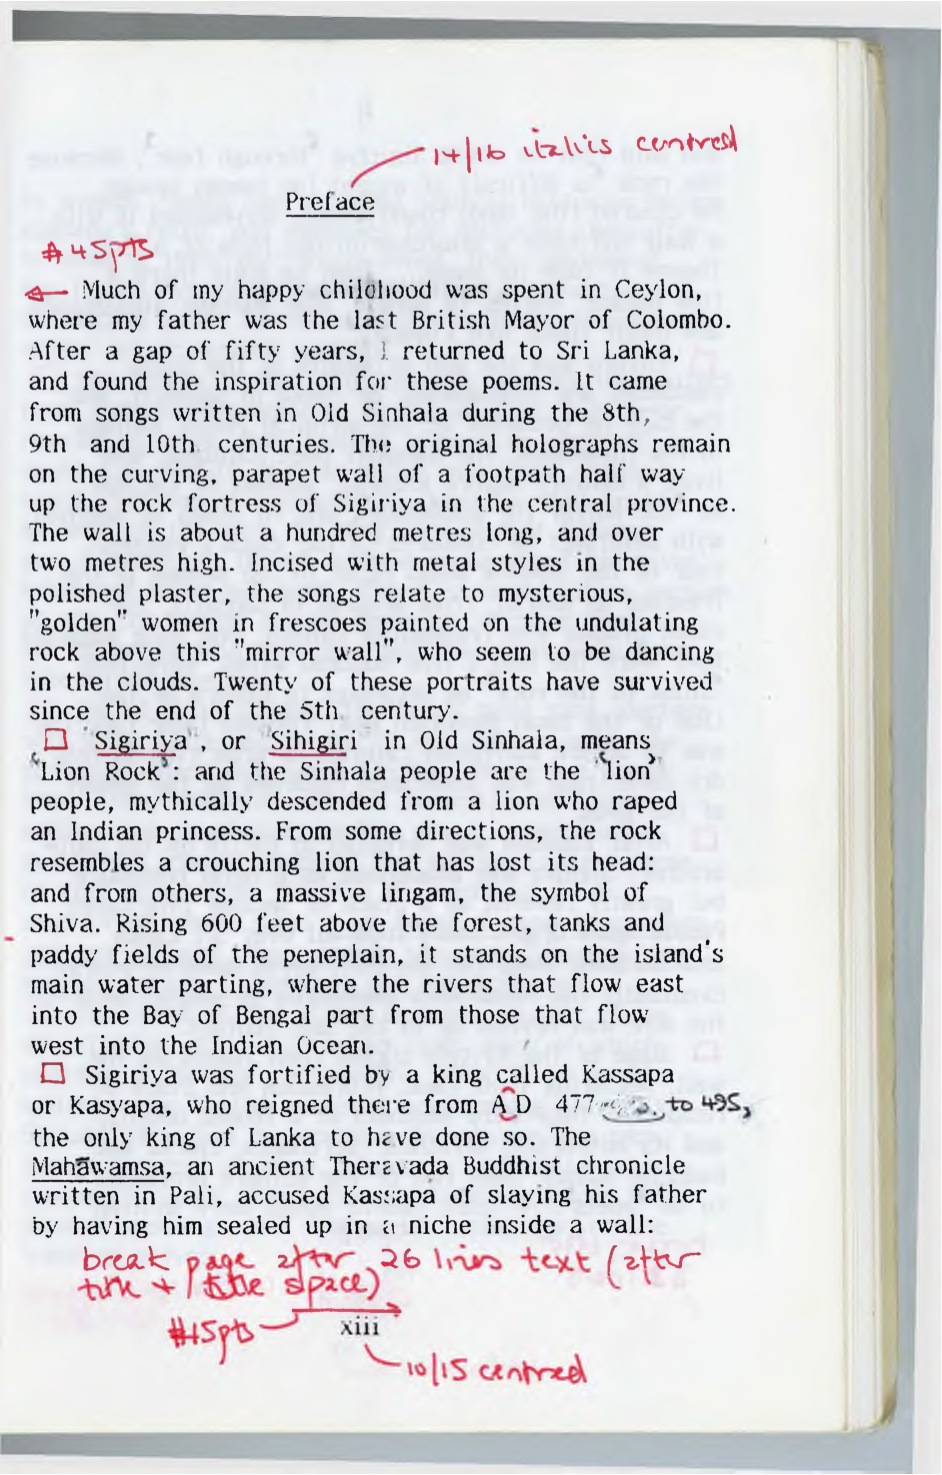 14/16 italics centred
Preface
# 45pts
Much of my happy childhood was spent in Ceylon,
where my father was the last British Mayor of Colombo.
After a gap of fifty years, I returned to Sri Lanka,
and found the inspiration for these poems. It came
from songs written in Old Sinhala during the 8th,
9th and 10th centuries. The original holographs remain
on the curving, parapet wall of a footpath half way
up the rock fortress of Sigiriya in the central province.
The wall is about a hundred metres long, and over
two metres high. Incised with metal styles in the
polished plaster, the songs relate to mysterious,
"golden" women in frescoes painted on the undulating
rock above this "mirror wall", who seem to be dancing
in the clouds. Twenty of these portraits have survived
since the end of the 5th century.
Sigiriya, or Sihigiri in Old Sinhala, means
'Lion Rock': and the Sinhala people are the 'lion'
people, mythically descended from a lion who raped
an Indian princess. From some directions, the rock
resembles a crouching lion that has lost its head:
and from others, a massive lingam, the symbol of
Shiva. Rising 600 feet above the forest, tanks and
paddy fields of the peneplain, it stands on the island's
main water parting, where the rivers that flow east
into the Bay of Bengal part from those that flow
west into the Indian Ocean.
Sigiriya was fortified by a king called Kassapa
or Kasyapa, who reigned there from A D 477 to 495,
the only king of Lanka to have done so. The
Mahāwamsa, an ancient Theravada Buddhist chronicle
written in Pali, accused Kassapa of slaying his father
by having him sealed up in a niche inside a wall:
break page after 26 lines text (after
title + title space)
#15pts
xiii
10/15 centred